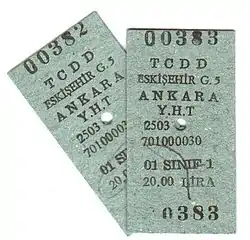 00382
TCDD
ESKİŞEHİR G.5
ANKARA
Y.H.T
2503
701000030
01 SINIF
20.00
00383
TCDD
ESKİŞEHİR G.5
ANKARA
Y.H.T
2503 G
701000030
01 SINIF-1
20.00 LİRA
0383